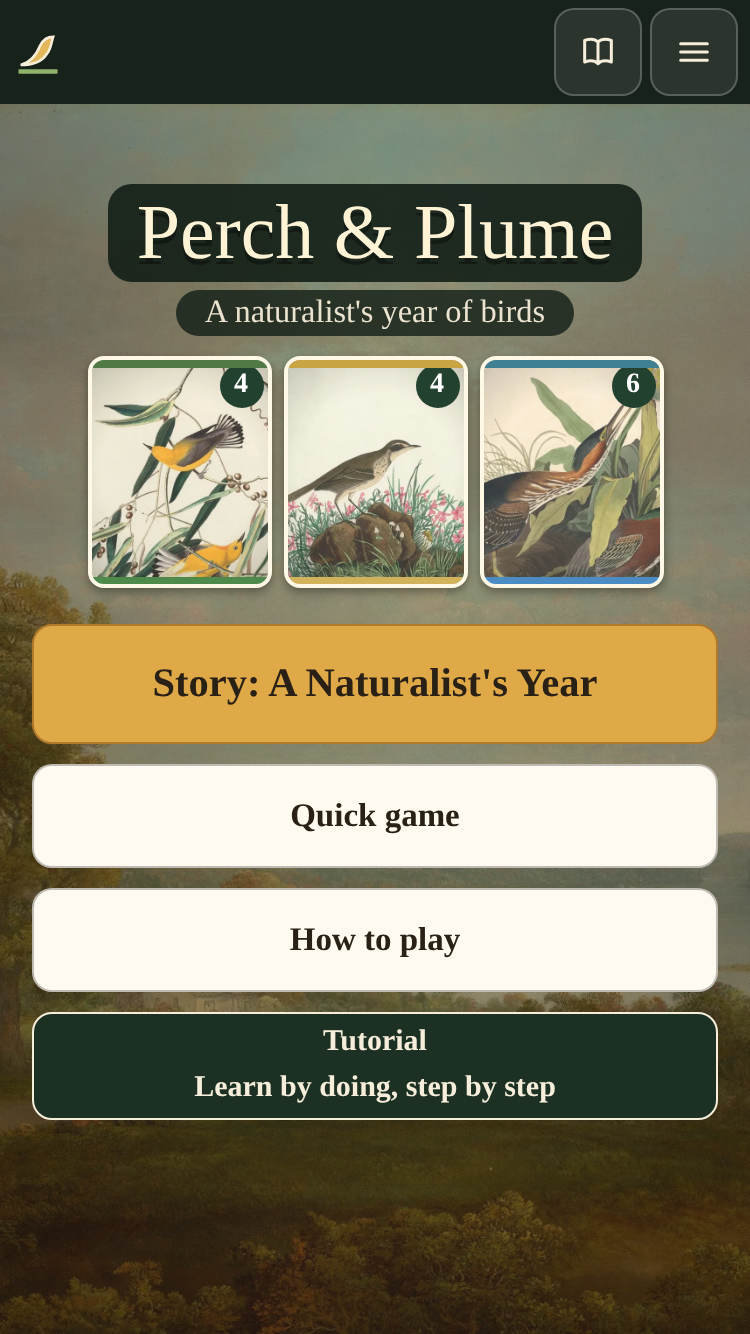 Perch & Plume
A naturalist's year of birds
4
4
6
Story: A Naturalist's Year
Quick game
How to play
Tutorial
Learn by doing, step by step